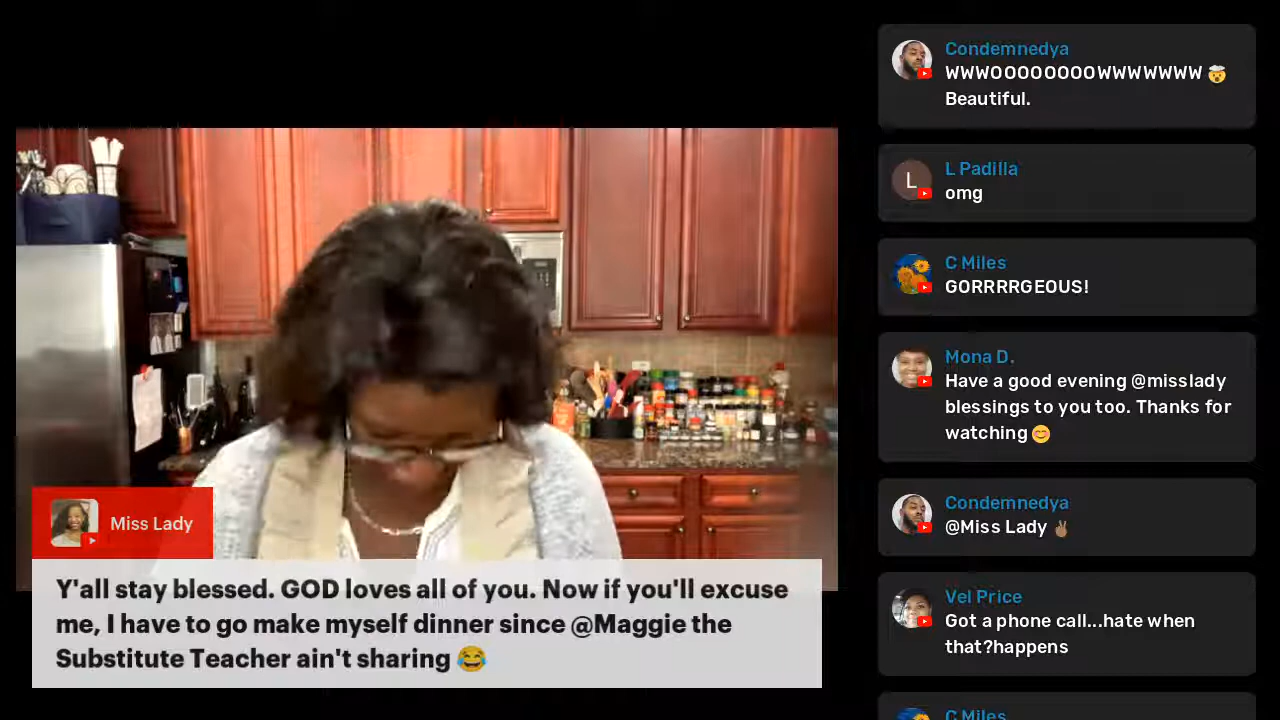 Miss Lady
Y'all stay blessed. GOD loves all of you. Now if you'll excuse
me, I have to go make myself dinner since @Maggie the
Substitute Teacher ain't sharing 😂
Condemnedya
WWWOOOOOOOOWWWWWWW 🤯
Beautiful.
L
L Padilla
omg
C Miles
GORRRRGEOUS!
Mona D.
Have a good evening @misslady
blessings to you too. Thanks for
watching 😊
Condemnedya
@Miss Lady ✌🏽
Vel Price
Got a phone call...hate when
that?happens
C Miles